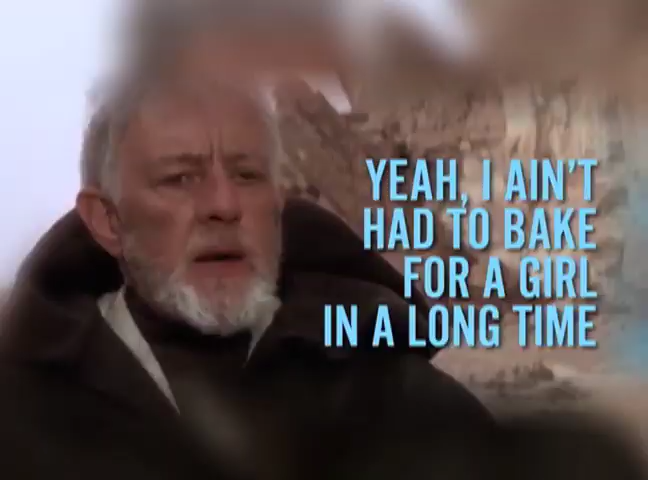 YEAH, I AIN'T
HAD TO BAKE
FOR A GIRL
IN A LONG TIME